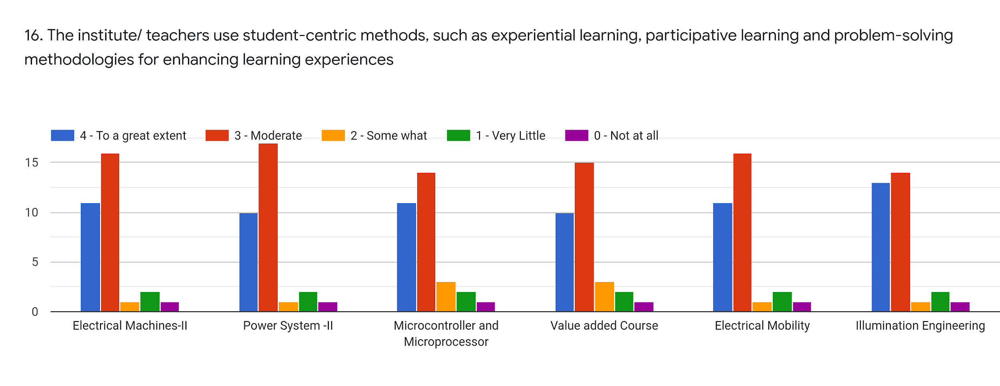 16. The institute/ teachers use student-centric methods, such as experiential learning, participative learning and problem-solving
methodologies for enhancing learning experiences
4 - To a great extent 3 - Moderate 2 - Some what 1 - Very Little 0 - Not at all
15
10
5
0
Electrical Machines-II Power System -II Microcontroller and Value added Course Electrical Mobility Illumination Engineering
Microprocessor